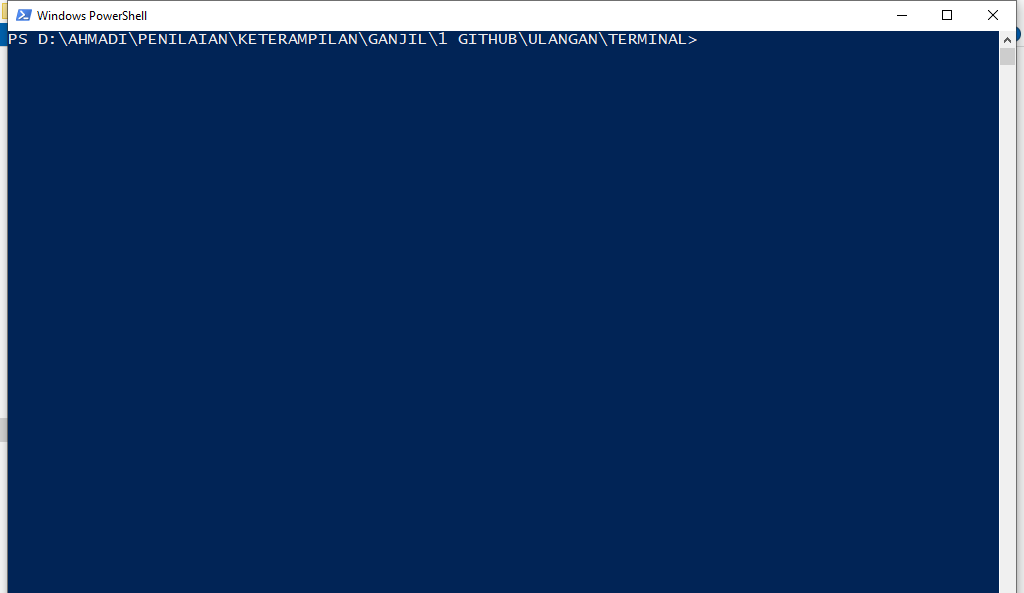 Windows PowerShell
PS D:\AHMADI\PENILAIAN\KETERAMPILAN\GANJIL\1 GITHUB\ULANGAN\TERMINAL>